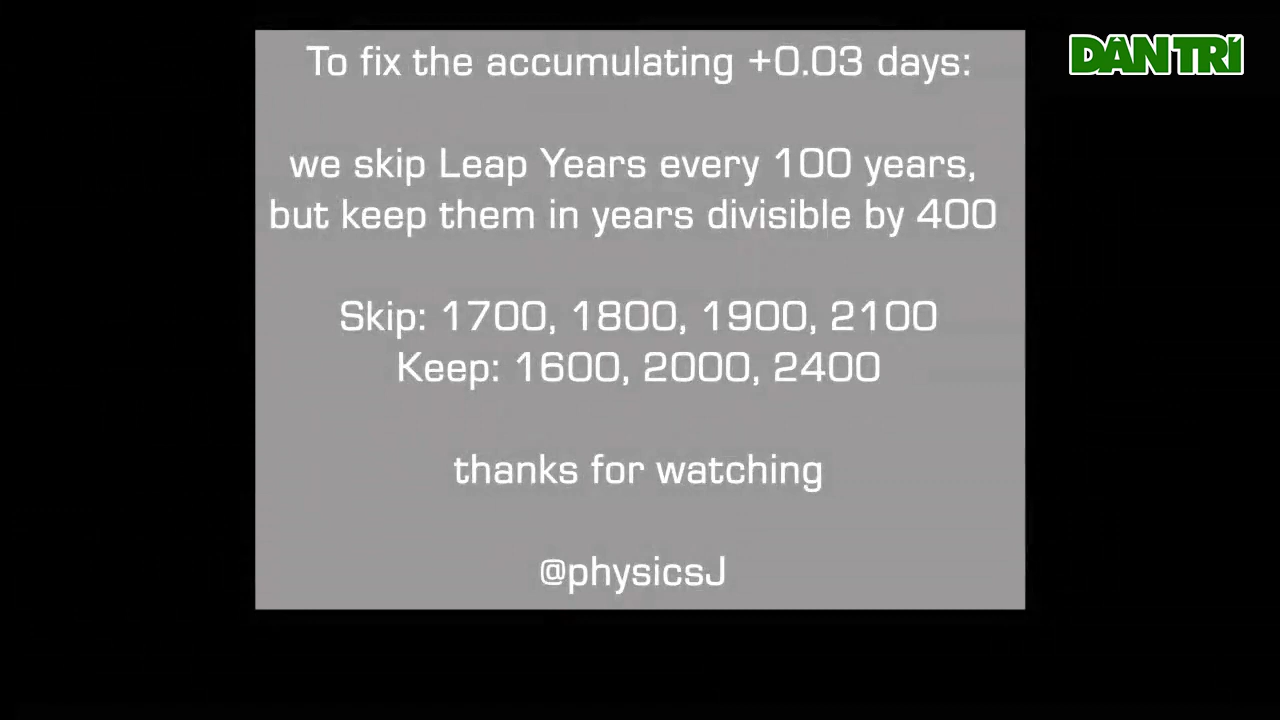 DÂN TRÍ
To fix the accumulating +0.03 days:
we skip Leap Years every 100 years,
but keep them in years divisible by 400
Skip: 1700, 1800, 1900, 2100
Keep: 1600, 2000, 2400
thanks for watching
@physicsJ